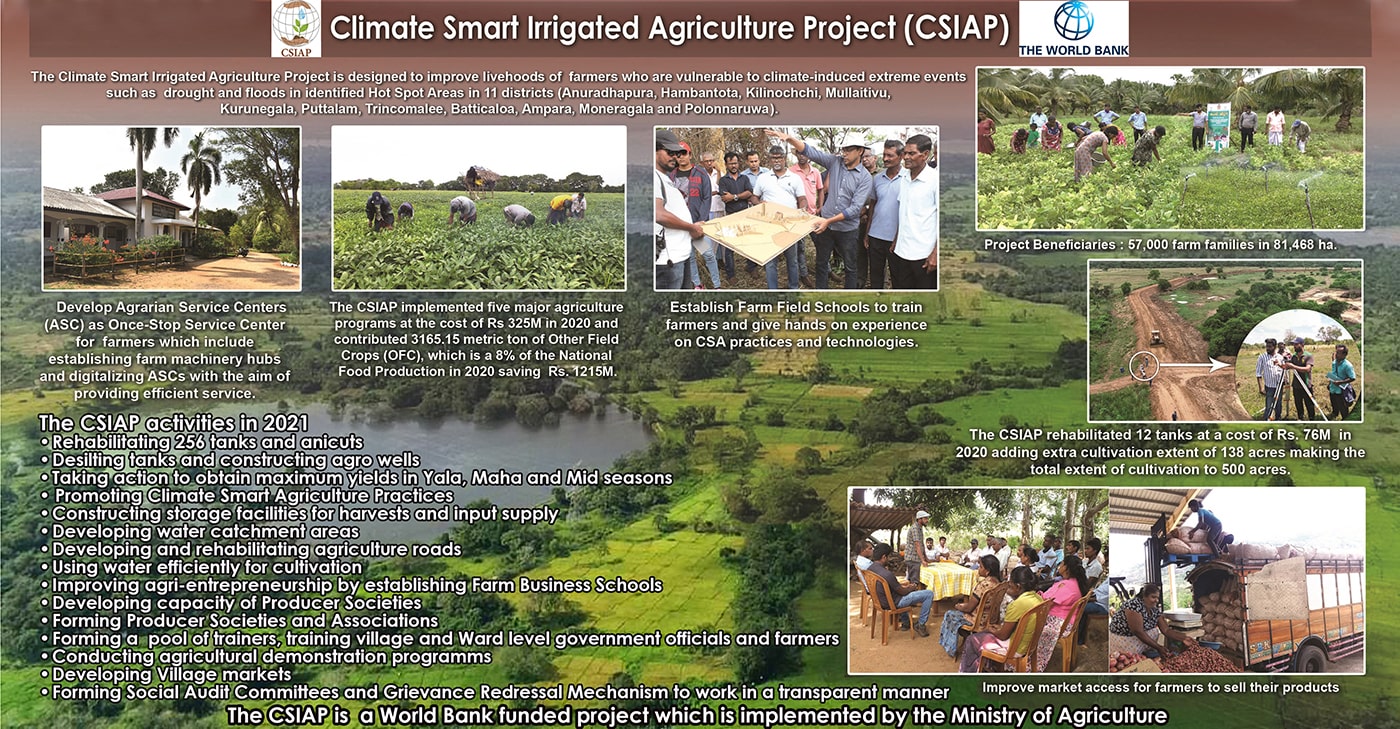 CSIAP
Climate Smart Irrigated Agriculture Project (CSIAP)
THE WORLD BANK
The Climate Smart Irrigated Agriculture Project is designed to improve livehoods of farmers who are vulnerable to climate-induced extreme events
such as drought and floods in identified Hot Spot Areas in 11 districts (Anuradhapura, Hambantota, Kilinochchi, Mullaitivu,
Kurunegala, Puttalam, Trincomalee, Batticaloa, Ampara, Moneragala and Polonnaruwa).
Develop Agrarian Service Centers
(ASC) as Once-Stop Service Center
for farmers which include
establishing farm machinery hubs
and digitalizing ASCs with the aim of
providing efficient service.
The CSIAP implemented five major agriculture
programs at the cost of Rs 325M in 2020 and
contributed 3165.15 metric ton of Other Field
Crops (OFC), which is a 8% of the National
Food Production in 2020 saving Rs. 1215M.
Establish Farm Field Schools to train
farmers and give hands on experience
on CSA practices and technologies.
Project Beneficiaries : 57,000 farm families in 81,468 ha.
The CSIAP rehabilitated 12 tanks at a cost of Rs. 76M in
2020 adding extra cultivation extent of 138 acres making the
total extent of cultivation to 500 acres.
The CSIAP activities in 2021
• Rehabilitating 256 tanks and anicuts
• Desilting tanks and constructing agro wells
• Taking action to obtain maximum yields in Yala, Maha and Mid seasons
• Promoting Climate Smart Agriculture Practices
• Constructing storage facilities for harvests and input supply
• Developing water catchment areas
• Developing and rehabilitating agriculture roads
• Using water efficiently for cultivation
• Improving agri-entrepreneurship by establishing Farm Business Schools
• Developing capacity of Producer Societies
• Forming Producer Societies and Associations
• Forming a pool of trainers, training village and Ward level government officials and farmers
• Conducting agricultural demonstration programms
• Developing Village markets
• Forming Social Audit Committees and Grievance Redressal Mechanism to work in a transparent manner
Improve market access for farmers to sell their products
The CSIAP is a World Bank funded project which is implemented by the Ministry of Agriculture